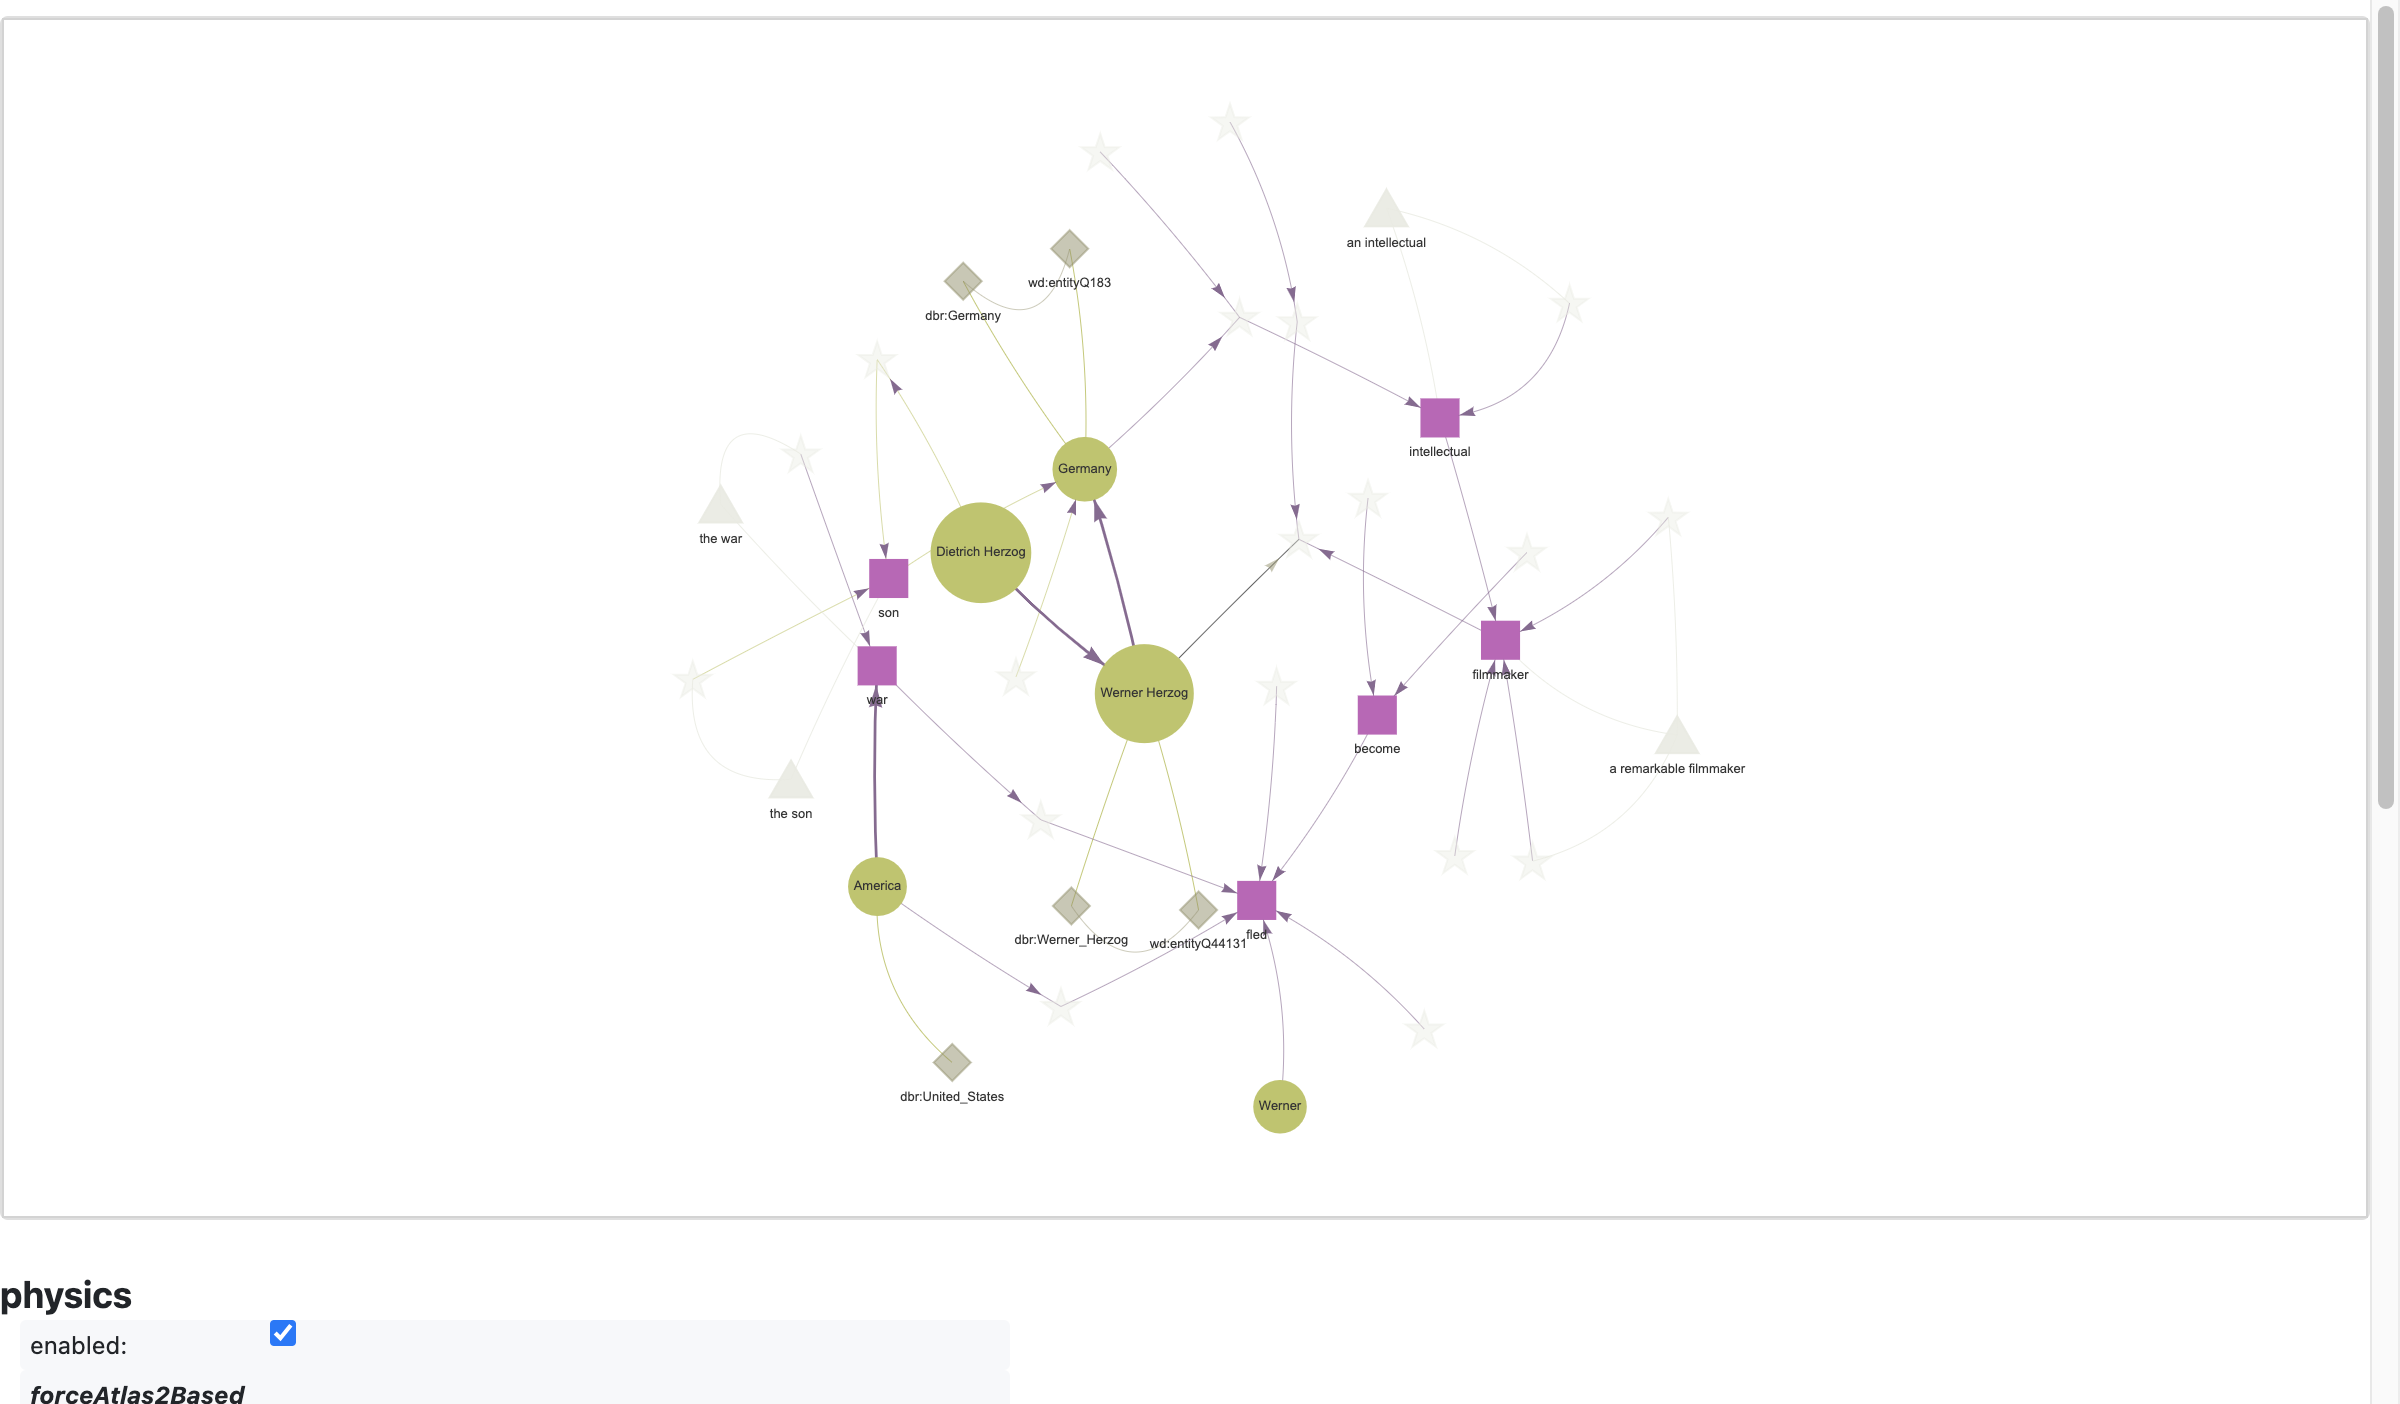 an intellectual
wd:entityQ183
dbr:Germany
intellectual
Germany
the war
Dietrich Herzog
son
filmmaker
Werner Herzog
war
become
a remarkable filmmaker
the son
America
fled
dbr:Werner_Herzog
wd:entityQ44131
dbr:United_States
Werner
physics
enabled:
forceAtlas2Based